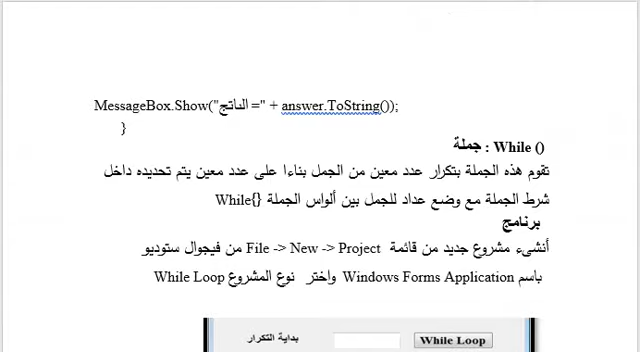 MessageBox.Show("الناتج =" + answer.ToString());
}
جملة : While ()
تقوم هذه الجملة بتكرار عدد معين من الجمل بناءا على عدد معين يتم تحديده داخل
شرط الجملة مع وضع عداد للجمل بين ألواس الجملة While{}
برنامج
أنشىء مشروع جديد من قائمة File -> New -> Project من فيجوال ستوديو
باسم Windows Forms Application واختر نوع المشروع While Loop
بداية التكرار While Loop